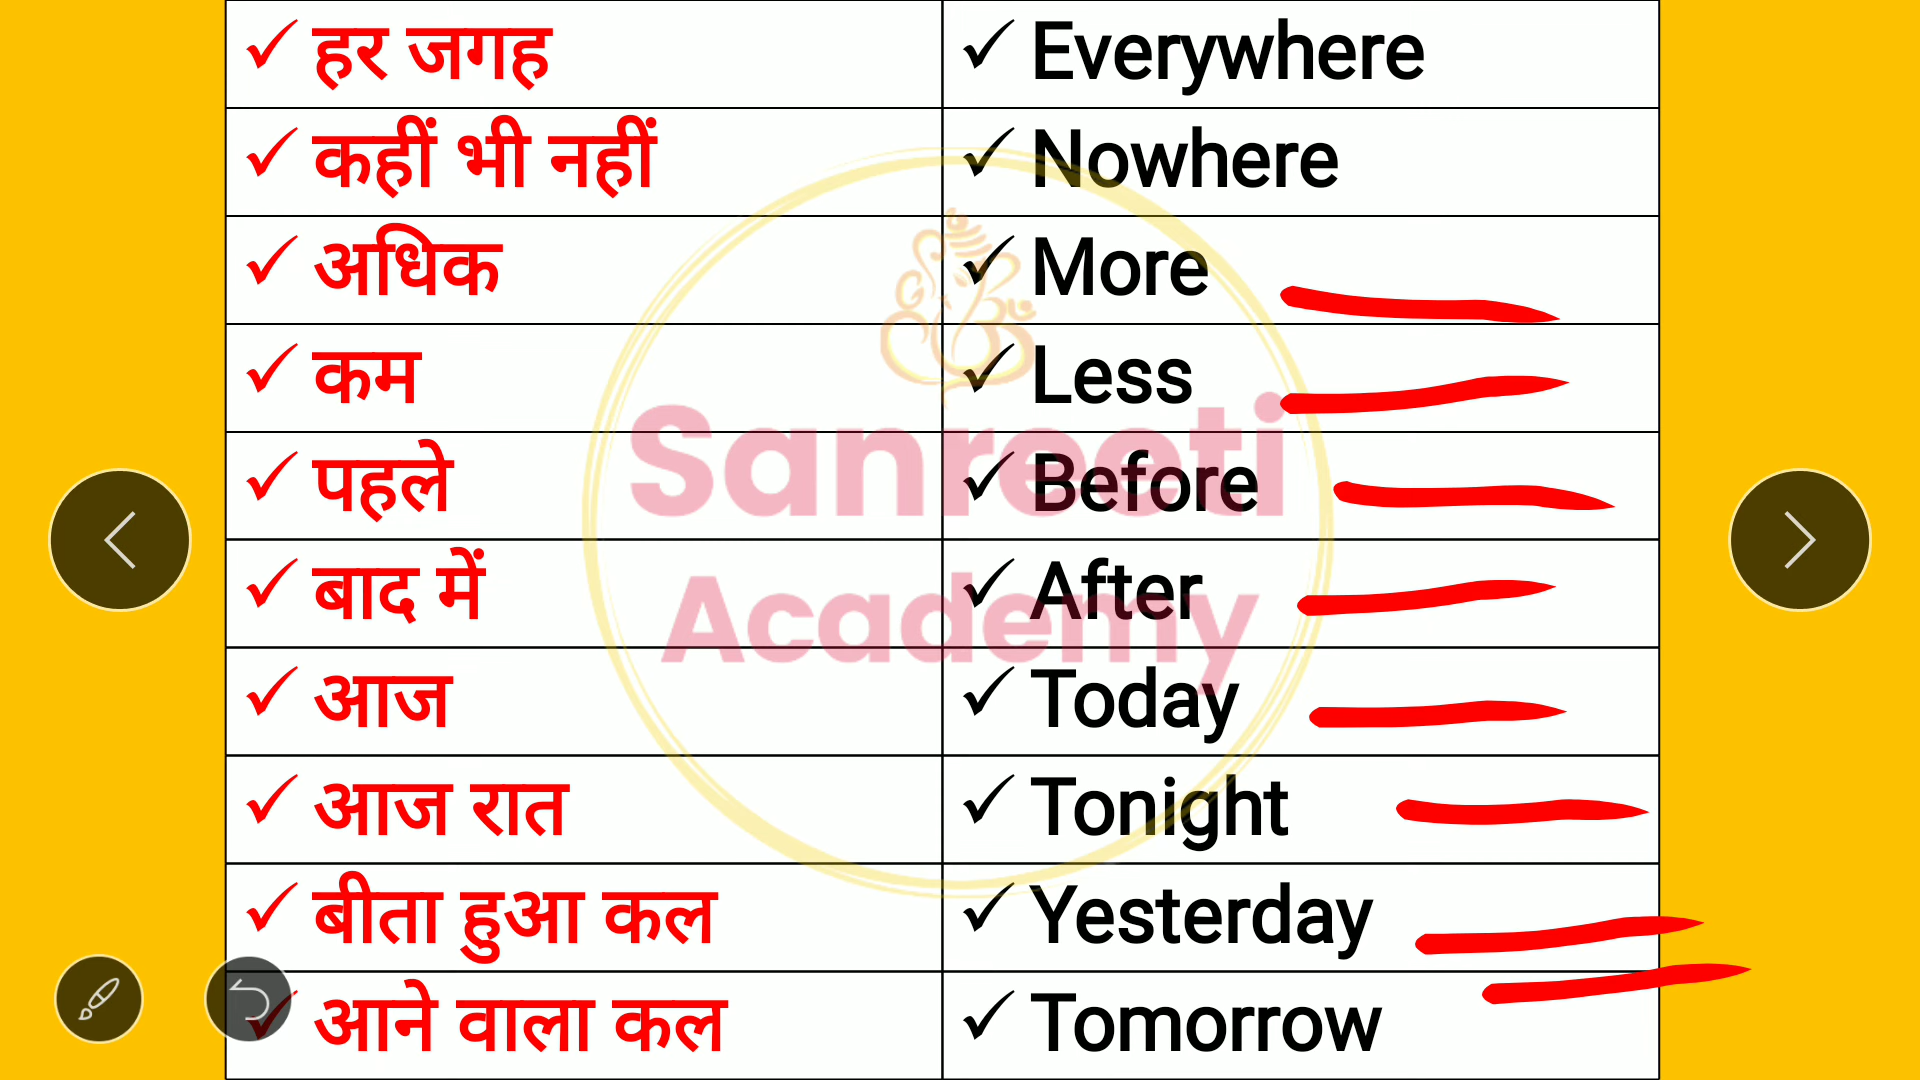 ✓ हर जगह ✓ Everywhere
✓ कहीं भी नहीं ✓ Nowhere
✓ अधिक ✓ More
✓ कम ✓ Less
✓ पहले ✓ Before
✓ बाद में ✓ After
✓ आज ✓ Today
✓ आज रात ✓ Tonight
✓ बीता हुआ कल ✓ Yesterday
✓ आने वाला कल ✓ Tomorrow
Sanreeti
Academy